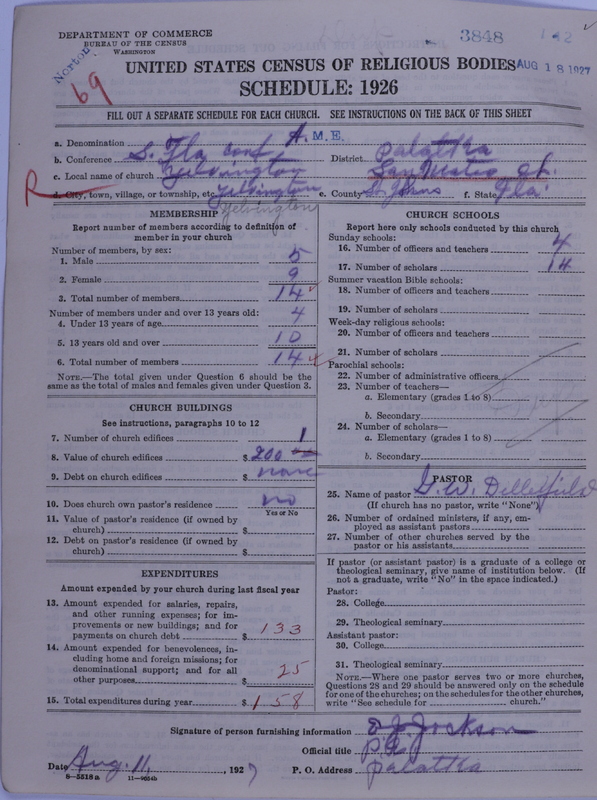 DEPARTMENT OF COMMERCE
BUREAU OF THE CENSUS
WASHINGTON
Norton
69
3848
1-2
UNITED STATES CENSUS OF RELIGIOUS BODIES
AUG 18 1927
SCHEDULE: 1926
FILL OUT A SEPARATE SCHEDULE FOR EACH CHURCH. SEE INSTRUCTIONS ON THE BACK OF THIS SHEET
a. Denomination A. M.E.
b. Conference S. Fla conf District Palattka
c. Local name of church Yelvington San Mateo ct.
R d. City, town, village, or township, etc. Yelvington e. County St Johns f. State Fla.
Yelvington
MEMBERSHIP
Report number of members according to definition of
member in your church
Number of members, by sex:
1. Male 5
2. Female 9
3. Total number of members 14
Number of members under and over 13 years old:
4. Under 13 years of age 4
5. 13 years old and over 10
6. Total number of members 14
NOTE.—The total given under Question 6 should be
same as the total of males and females given under Question 3.
CHURCH BUILDINGS
See instructions, paragraphs 10 to 12
7. Number of church edifices 1
8. Value of church edifices $ 200
9. Debt on church edifices $ none
10. Does church own pastor's residence no
Yes or No
11. Value of pastor's residence (if owned by
church) $
12. Debt on pastor's residence (if owned by
church) $
EXPENDITURES
Amount expended by your church during last fiscal year
13. Amount expended for salaries, repairs,
and other running expenses; for im-
provements or new buildings; and for
payments on church debt $ 133
14. Amount expended for benevolences, in-
cluding home and foreign missions; for
denominational support; and for all
other purposes $ 25
15. Total expenditures during year $ 158
CHURCH SCHOOLS
Report here only schools conducted by this church
Sunday schools:
16. Number of officers and teachers 4
17. Number of scholars 14
Summer vacation Bible schools:
18. Number of officers and teachers
19. Number of scholars
Week-day religious schools:
20. Number of officers and teachers
21. Number of scholars
Parochial schools:
22. Number of administrative officers
23. Number of teachers—
a. Elementary (grades 1 to 8)
b. Secondary
24. Number of scholars—
a. Elementary (grades 1 to 8)
b. Secondary
PASTOR
25. Name of pastor G. W.
(If church has no pastor, write "None")
26. Number of ordained ministers, if any, em-
ployed as assistant pastors
27. Number of other churches served by the
pastor or his assistants
If pastor (or assistant pastor) is a graduate of a college or
theological seminary, give name of institution below. (If
not a graduate, write "No" in the space indicated.)
Pastor:
28. College
29. Theological seminary
Assistant pastor:
30. College
31. Theological seminary
NOTE.—Where one pastor serves two or more churches,
Questions 28 and 29 should be answered only on the schedule
for one of the churches; on the schedules for the other churches,
write "See schedule for church."
Signature of person furnishing information Jackson
Official title P.E.
Date Aug. 11, 1927 P. O. Address Palattka
8—5518a 11—9654b